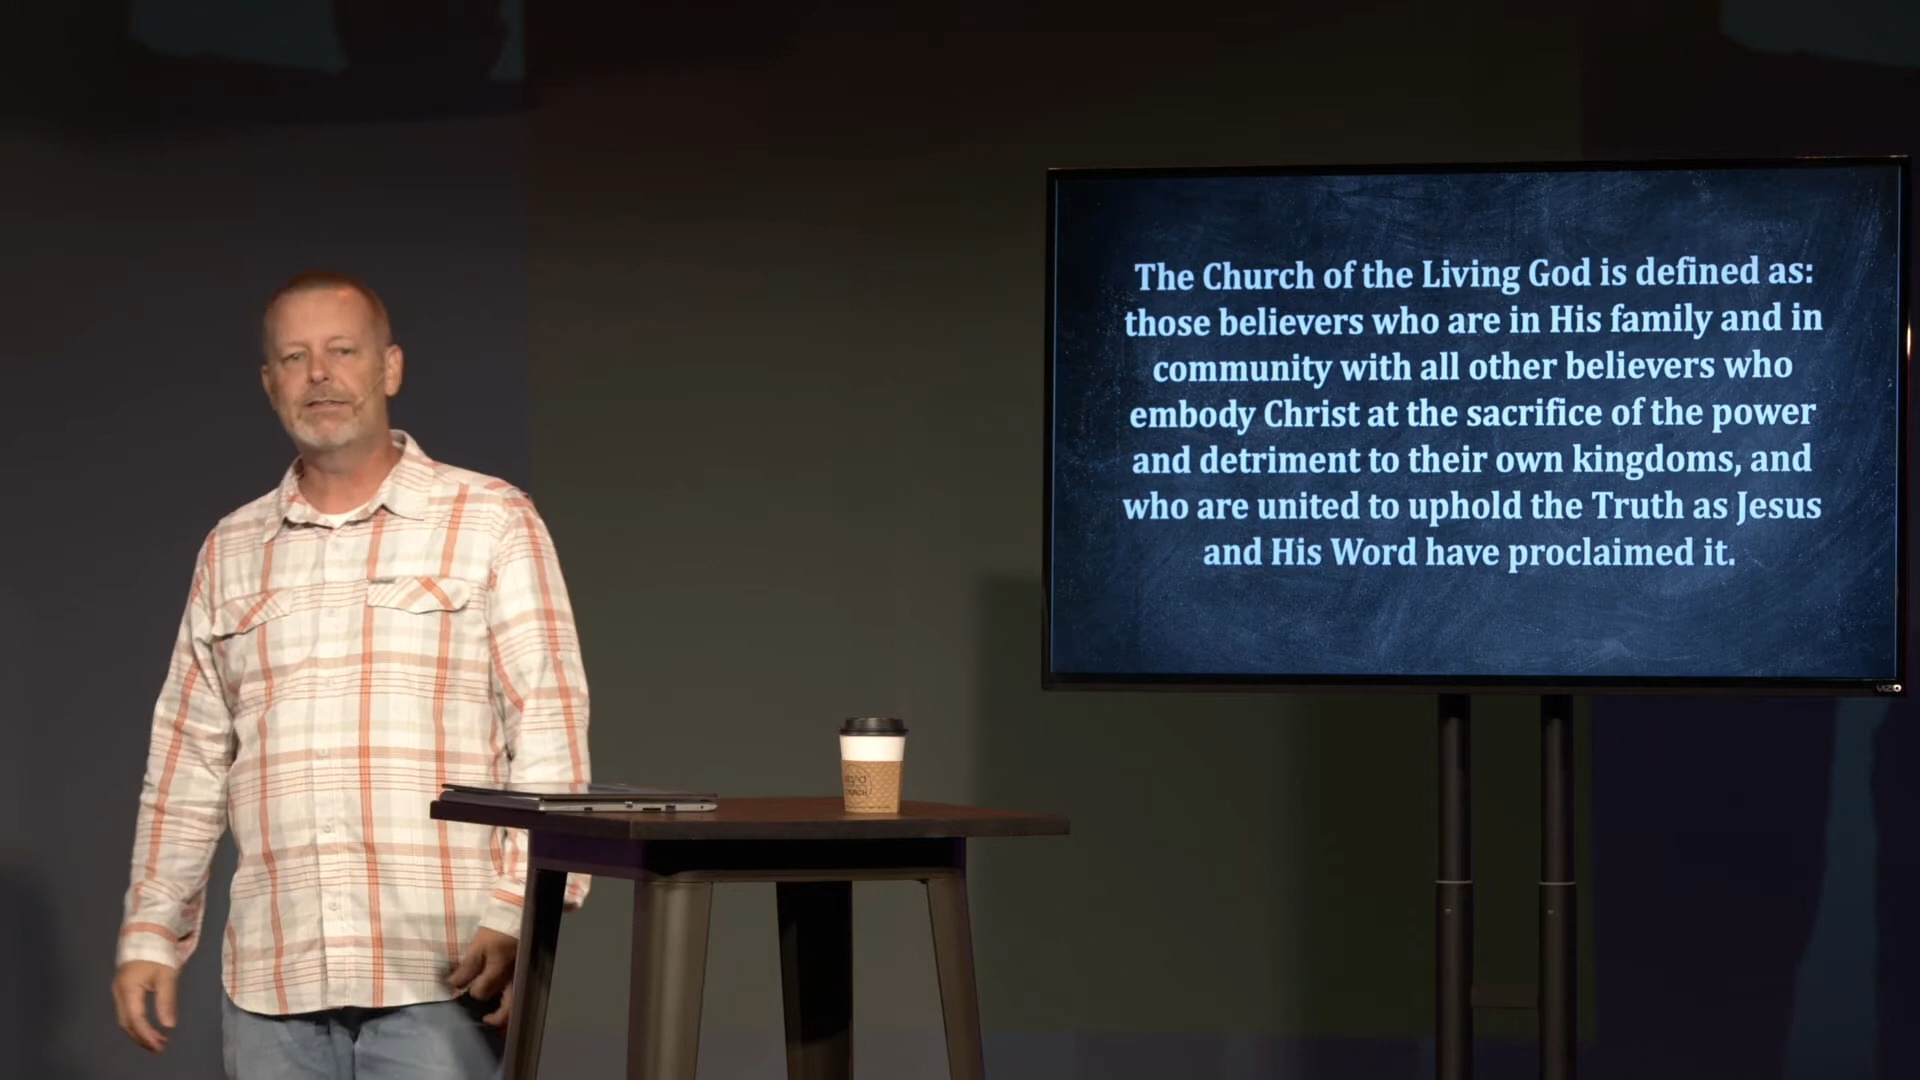 The Church of the Living God is defined as:
those believers who are in His family and in
community with all other believers who
embody Christ at the sacrifice of the power
and detriment to their own kingdoms, and
who are united to uphold the Truth as Jesus
and His Word have proclaimed it.
VIZIO
CHURCH